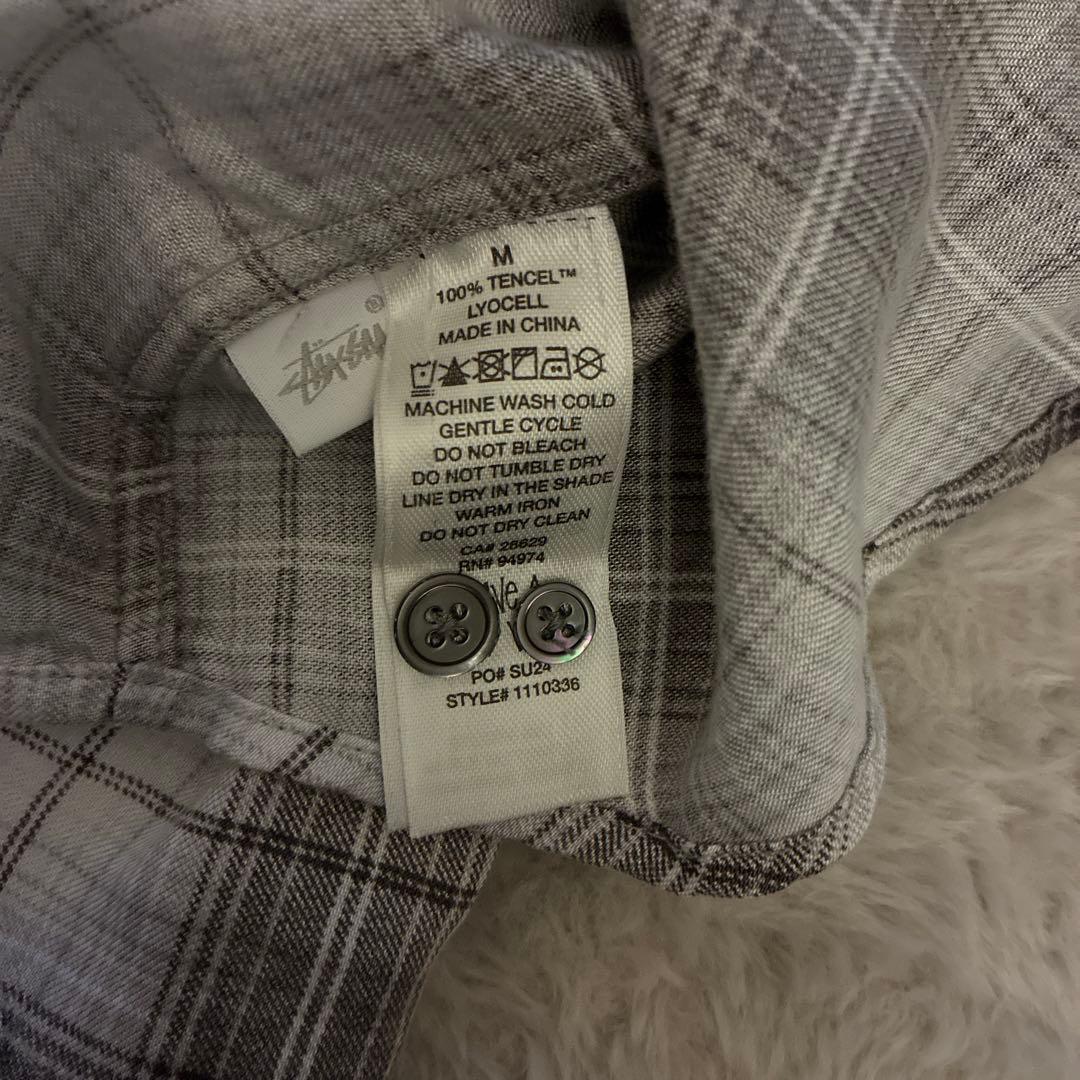 M
100% TENCEL™
LYOCELL
MADE IN CHINA
MACHINE WASH COLD
GENTLE CYCLE
DO NOT BLEACH
DO NOT TUMBLE DRY
LINE DRY IN THE SHADE
WARM IRON
DO NOT DRY CLEAN
CA# 28629
RN# 94974
PO# SU24
STYLE# 1110336
®